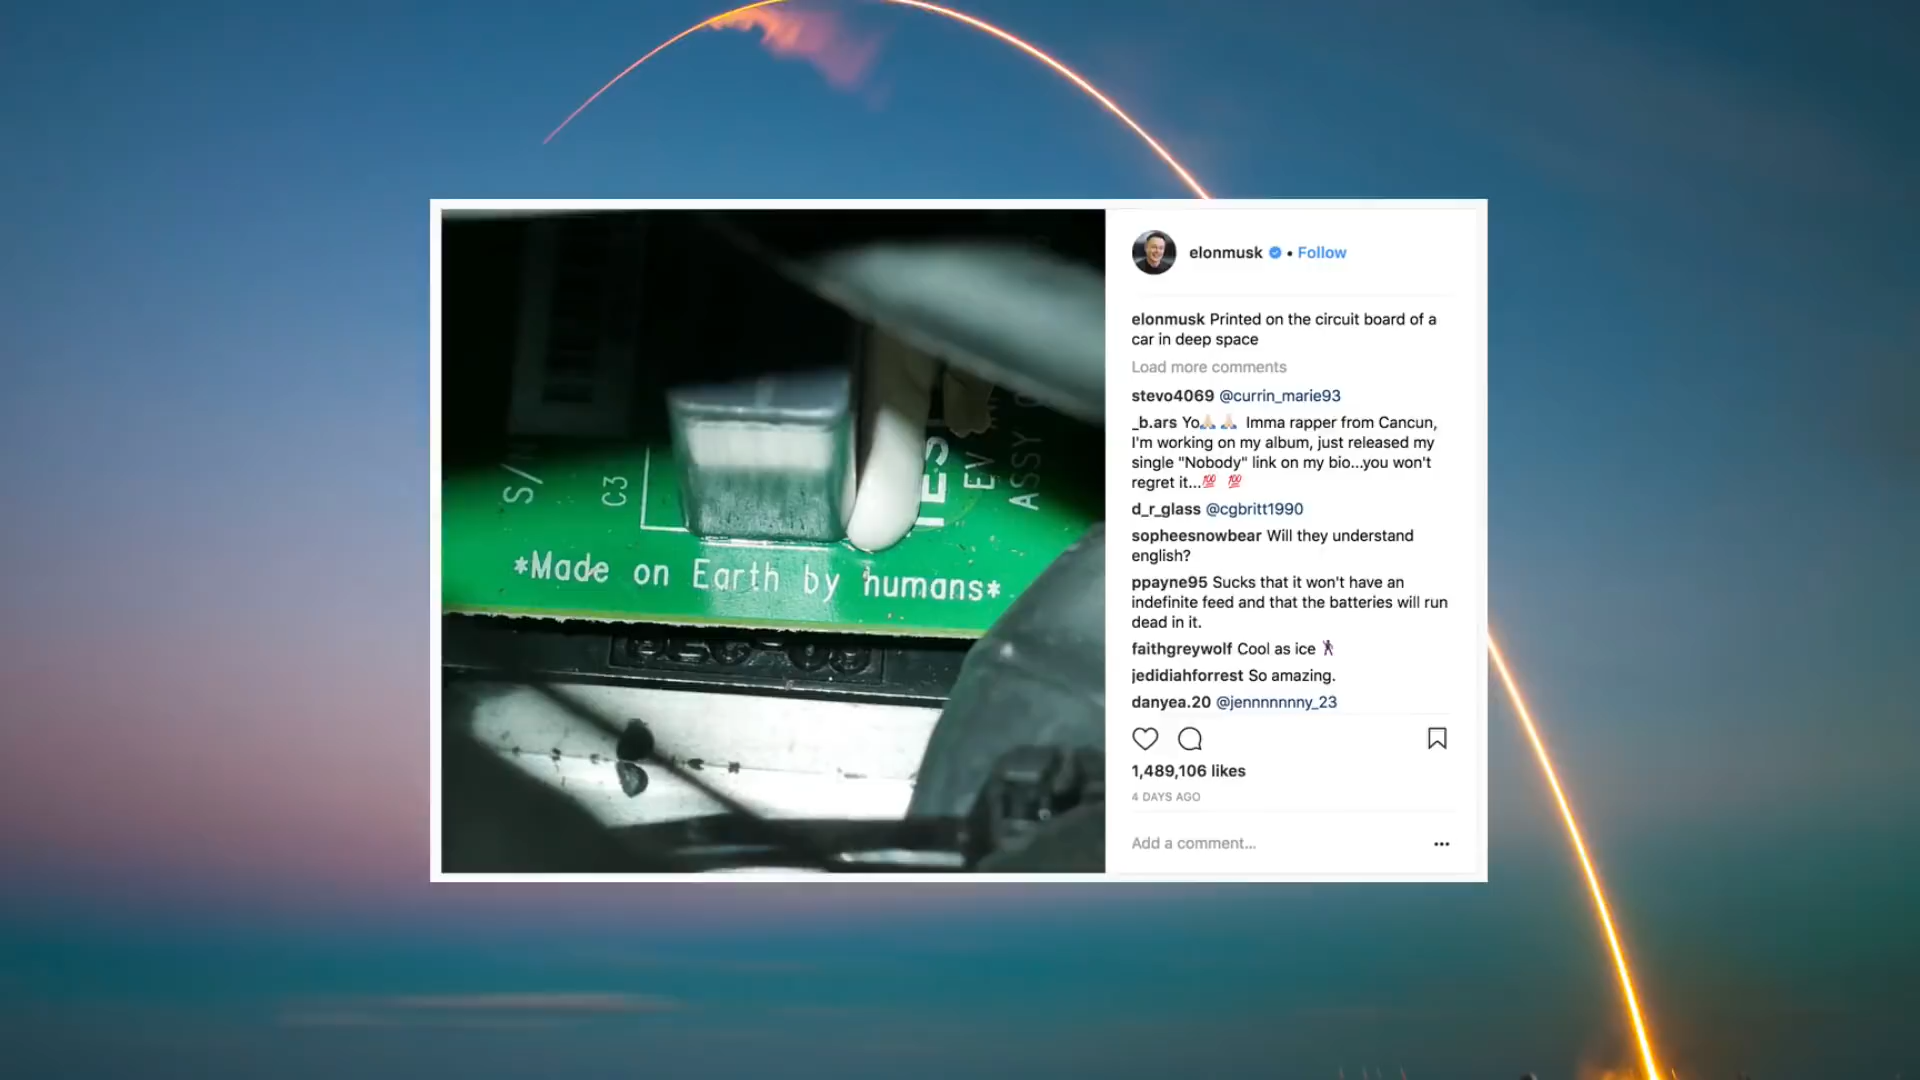 elonmusk • Follow
elonmusk Printed on the circuit board of a
car in deep space
Load more comments
stevo4069 @currin_marie93
_b.ars Yo🙏🏻🙏🏻 Imma rapper from Cancun,
I'm working on my album, just released my
single "Nobody" link on my bio...you won't
regret it...💯 💯
d_r_glass @cgbritt1990
sopheesnowbear Will they understand
english?
ppayne95 Sucks that it won't have an
indefinite feed and that the batteries will run
dead in it.
faithgreywolf Cool as ice
jedidiahforrest So amazing.
danyea.20 @jennnnnnny_23
1,489,106 likes
4 DAYS AGO
Add a comment...
S/N
C3
EV
ASSY
*Made on Earth by humans*